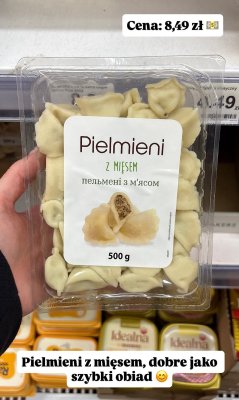 Cena: 8,49 zł 💵
Pielmieni
Z MIĘSEM
пельмені з м'ясом
500 g
Idealna
Idealna
Pielmieni z mięsem, dobre jako
szybki obiad 😊